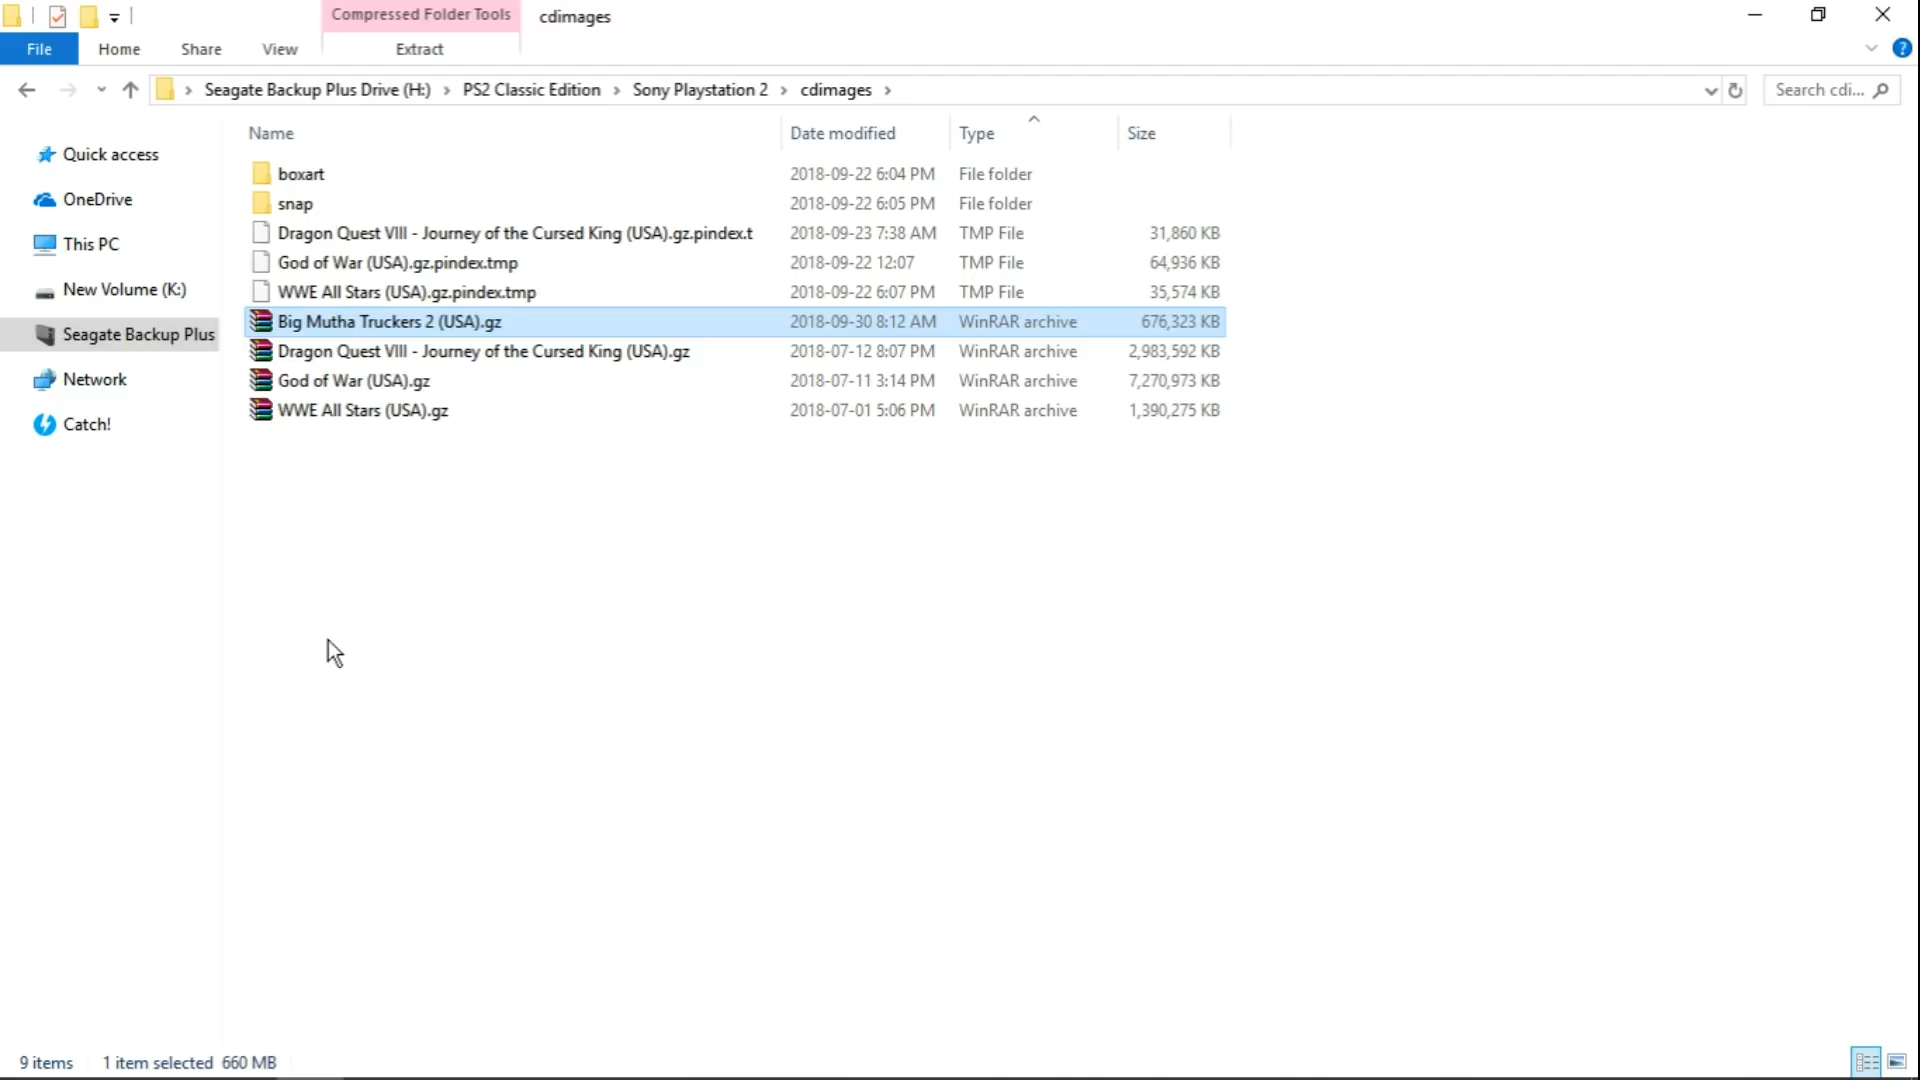 Compressed Folder Tools cdimages
File Home Share View Extract
Seagate Backup Plus Drive (H:) PS2 Classic Edition Sony Playstation 2 cdimages Search cdi...
Name Date modified Type Size
Quick access
OneDrive
This PC
New Volume (K:)
Seagate Backup Plus
Network
Catch!
boxart 2018-09-22 6:04 PM File folder
snap 2018-09-22 6:05 PM File folder
Dragon Quest VIII - Journey of the Cursed King (USA).gz.pindex.t 2018-09-23 7:38 AM TMP File 31,860 KB
God of War (USA).gz.pindex.tmp 2018-09-22 12:07 TMP File 64,936 KB
WWE All Stars (USA).gz.pindex.tmp 2018-09-22 6:07 PM TMP File 35,574 KB
Big Mutha Truckers 2 (USA).gz 2018-09-30 8:12 AM WinRAR archive 676,323 KB
Dragon Quest VIII - Journey of the Cursed King (USA).gz 2018-07-12 8:07 PM WinRAR archive 2,983,592 KB
God of War (USA).gz 2018-07-11 3:14 PM WinRAR archive 7,270,973 KB
WWE All Stars (USA).gz 2018-07-01 5:06 PM WinRAR archive 1,390,275 KB
9 items 1 item selected 660 MB